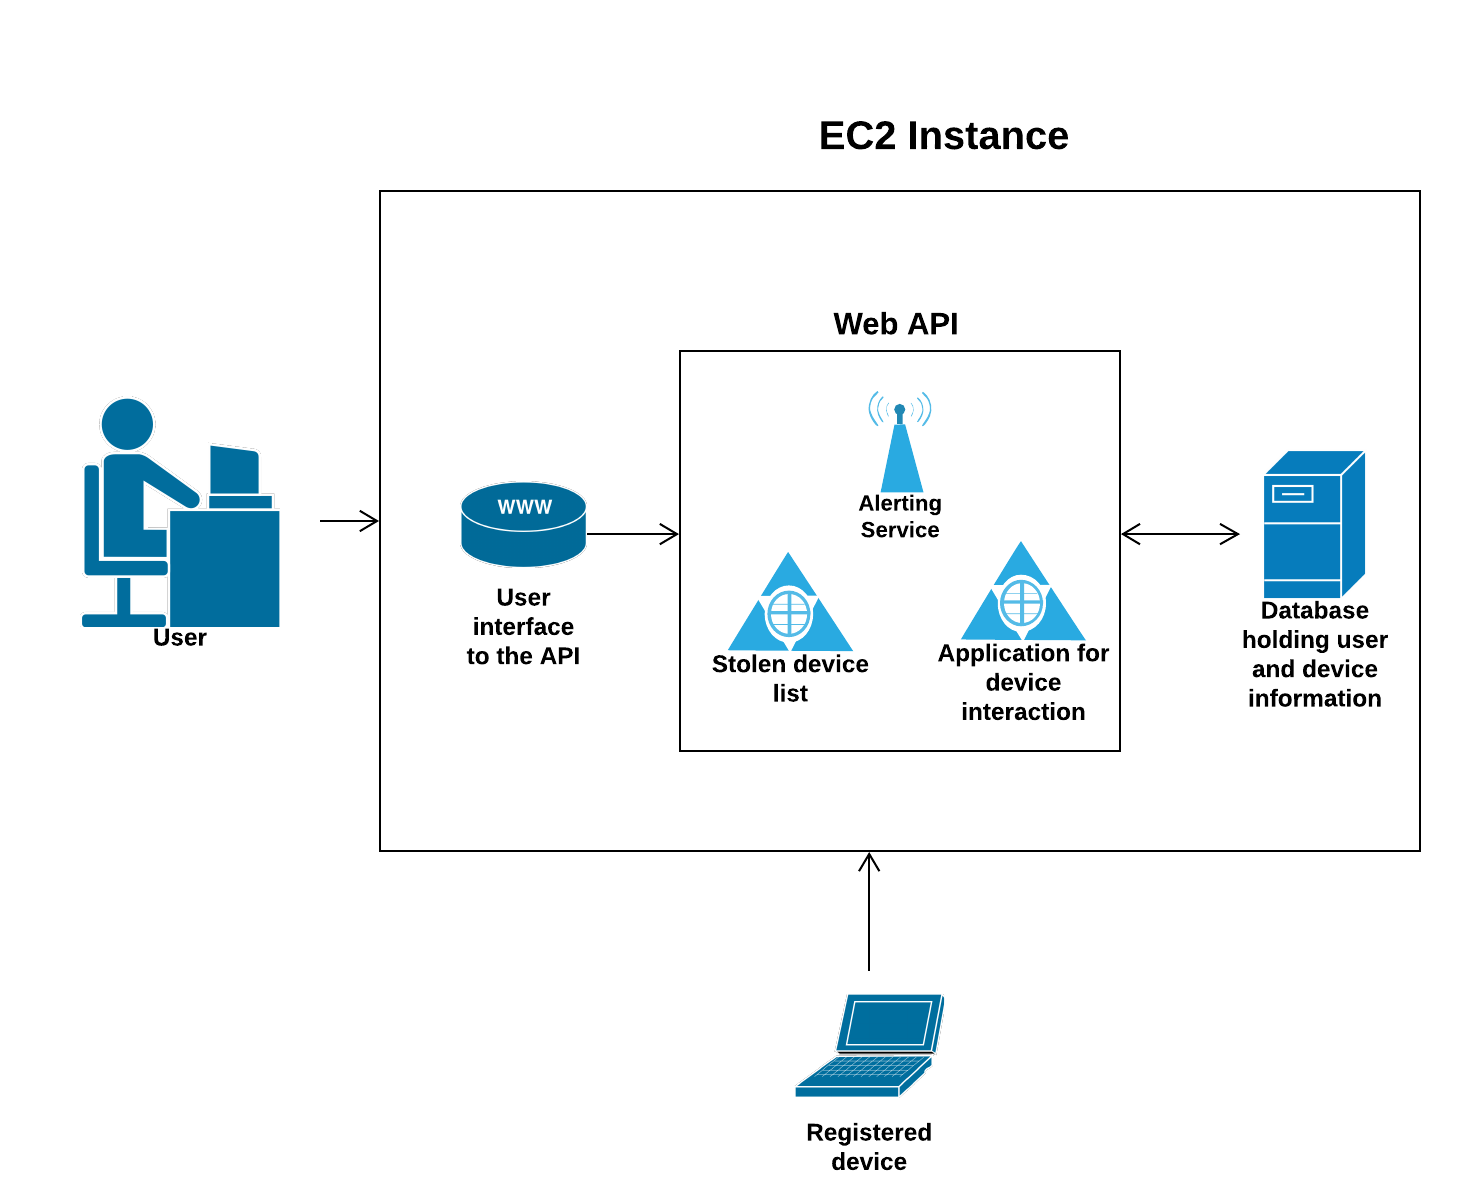 EC2 Instance
Web API
Alerting
Service
WWW
User
interface
to the API
User
Stolen device
list
Application for
device
interaction
Database
holding user
and device
information
Registered
device